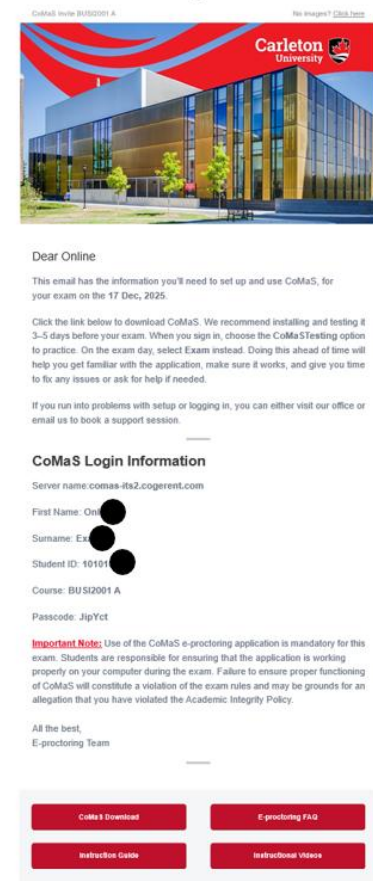 CoMaS Invite BUSI2001 A
No images? Click here
Carleton
University
Dear Online
This email has the information you'll need to set up and use CoMaS, for
your exam on the 17 Dec, 2025.
Click the link below to download CoMaS. We recommend installing and testing it
3–5 days before your exam. When you sign in, choose the CoMaSTesting option
to practice. On the exam day, select Exam instead. Doing this ahead of time will
help you get familiar with the application, make sure it works, and give you time
to fix any issues or ask for help if needed.
If you run into problems with setup or logging in, you can either visit our office or
email us to book a support session.
CoMaS Login Information
Server name:comas-its2.cogerent.com
First Name: Onl
Surname: Ex
Student ID: 10101
Course: BUSI2001 A
Passcode: JipYct
Important Note: Use of the CoMaS e-proctoring application is mandatory for this
exam. Students are responsible for ensuring that the application is working
properly on your computer during the exam. Failure to ensure proper functioning
of CoMaS will constitute a violation of the exam rules and may be grounds for an
allegation that you have violated the Academic Integrity Policy.
All the best,
E-proctoring Team
CoMaS Download
E-proctoring FAQ
Instruction Guide
Instructional Videos